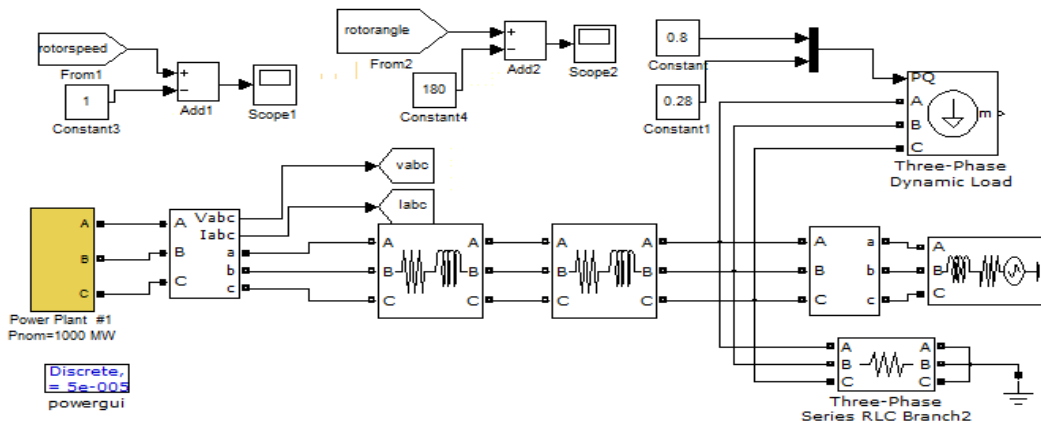 rotorspeed
From1
1
Constant3
+
−
Add1
Scope1
rotorangle
From2
180
Constant4
+
−
Add2
Scope2
0.8
Constant
0.28
Constant1
PQ
A
B
C
m
Three-Phase
Dynamic Load
vabc
Iabc
A
B
C
Power Plant #1
Pnom=1000 MW
A
B
C
Vabc
Iabc
a
b
c
A
B
C
A
B
C
A
B
C
A
B
C
A
B
C
a
b
c
A
B
C
A
B
C
A
B
C
Three-Phase
Series RLC Branch2
Discrete,
= 5e-005
powergui